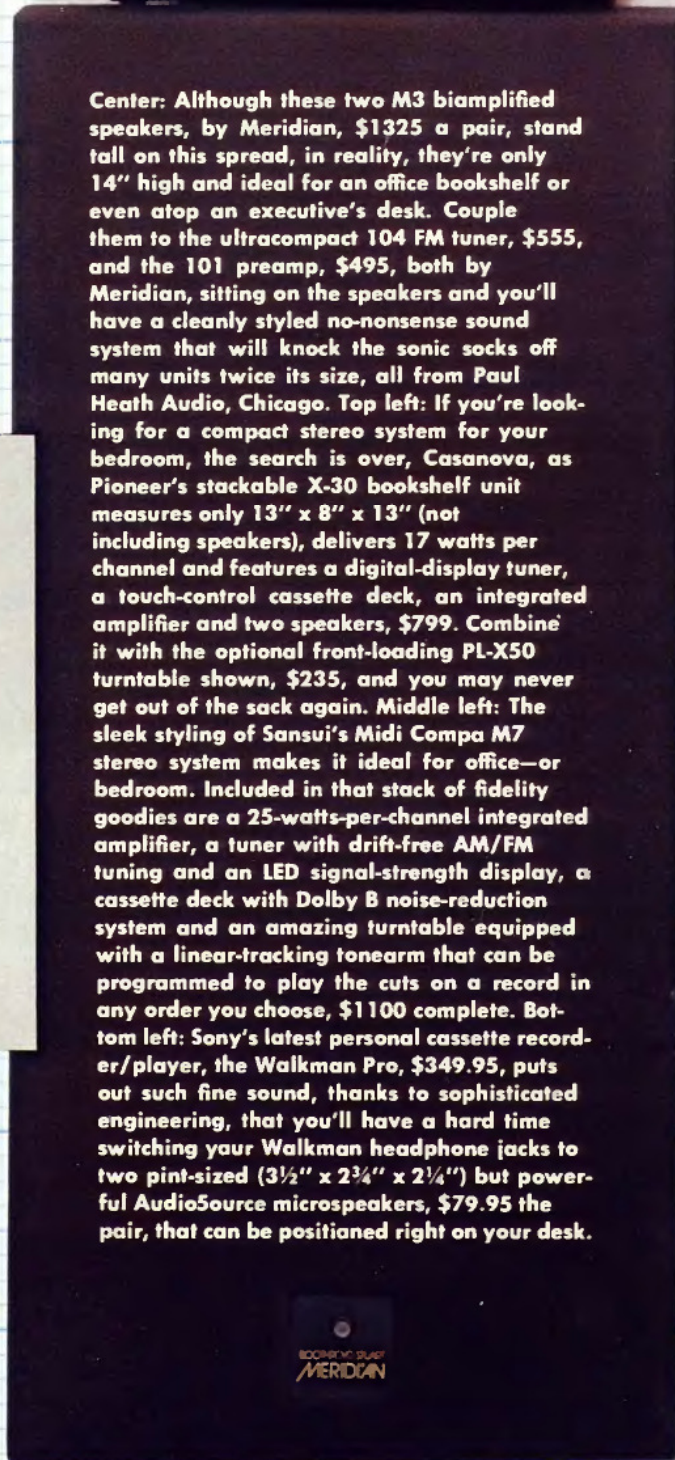 Center: Although these two M3 biamplified
speakers, by Meridian, $1325 a pair, stand
tall on this spread, in reality, they're only
14" high and ideal for an office bookshelf or
even atop an executive's desk. Couple
them to the ultracompact 104 FM tuner, $555,
and the 101 preamp, $495, both by
Meridian, sitting on the speakers and you'll
have a cleanly styled no-nonsense sound
system that will knock the sonic socks off
many units twice its size, all from Paul
Heath Audio, Chicago. Top left: If you're look-
ing for a compact stereo system for your
bedroom, the search is over, Casanova, as
Pioneer's stackable X-30 bookshelf unit
measures only 13" x 8" x 13" (not
including speakers), delivers 17 watts per
channel and features a digital-display tuner,
a touch-control cassette deck, an integrated
amplifier and two speakers, $799. Combine
it with the optional front-loading PL-X50
turntable shown, $235, and you may never
get out of the sack again. Middle left: The
sleek styling of Sansui's Midi Compo M7
stereo system makes it ideal for office—or
bedroom. Included in that stack of fidelity
goodies are a 25-watts-per-channel integrated
amplifier, a tuner with drift-free AM/FM
tuning and an LED signal-strength display, a
cassette deck with Dolby B noise-reduction
system and an amazing turntable equipped
with a linear-tracking tonearm that can be
programmed to play the cuts on a record in
any order you choose, $1100 complete. Bot-
tom left: Sony's latest personal cassette record-
er/player, the Walkman Pro, $349.95, puts
out such fine sound, thanks to sophisticated
engineering, that you'll have a hard time
switching your Walkman headphone jacks to
two pint-sized (3½" x 2¾" x 2¼") but power-
ful AudioSource microspeakers, $79.95 the
pair, that can be positioned right on your desk.
MERIDIAN